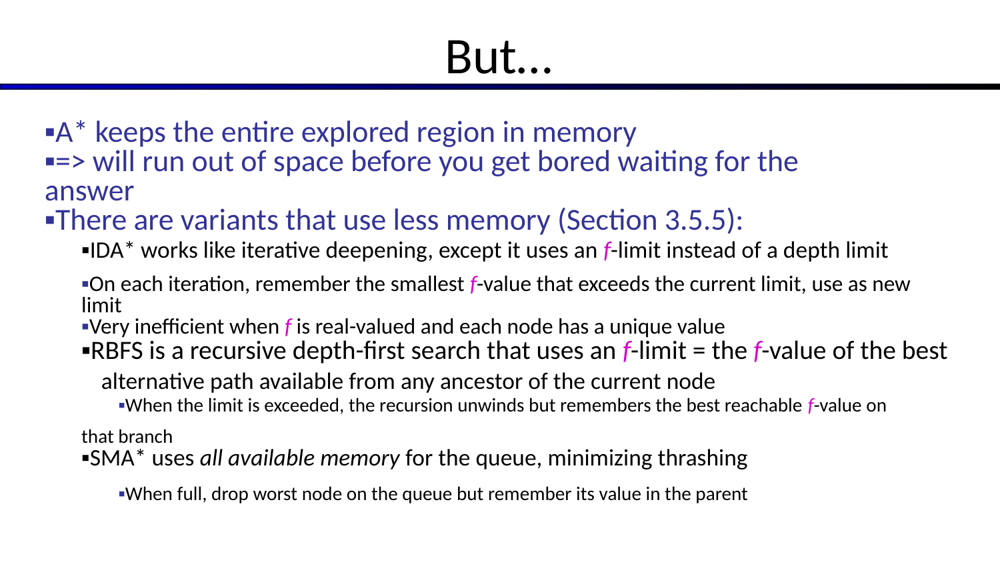 But...
▪A* keeps the entire explored region in memory
▪=> will run out of space before you get bored waiting for the
answer
▪There are variants that use less memory (Section 3.5.5):
▪IDA* works like iterative deepening, except it uses an f-limit instead of a depth limit
▪On each iteration, remember the smallest f-value that exceeds the current limit, use as new
limit
▪Very inefficient when f is real-valued and each node has a unique value
▪RBFS is a recursive depth-first search that uses an f-limit = the f-value of the best
alternative path available from any ancestor of the current node
▪When the limit is exceeded, the recursion unwinds but remembers the best reachable f-value on
that branch
▪SMA* uses all available memory for the queue, minimizing thrashing
▪When full, drop worst node on the queue but remember its value in the parent